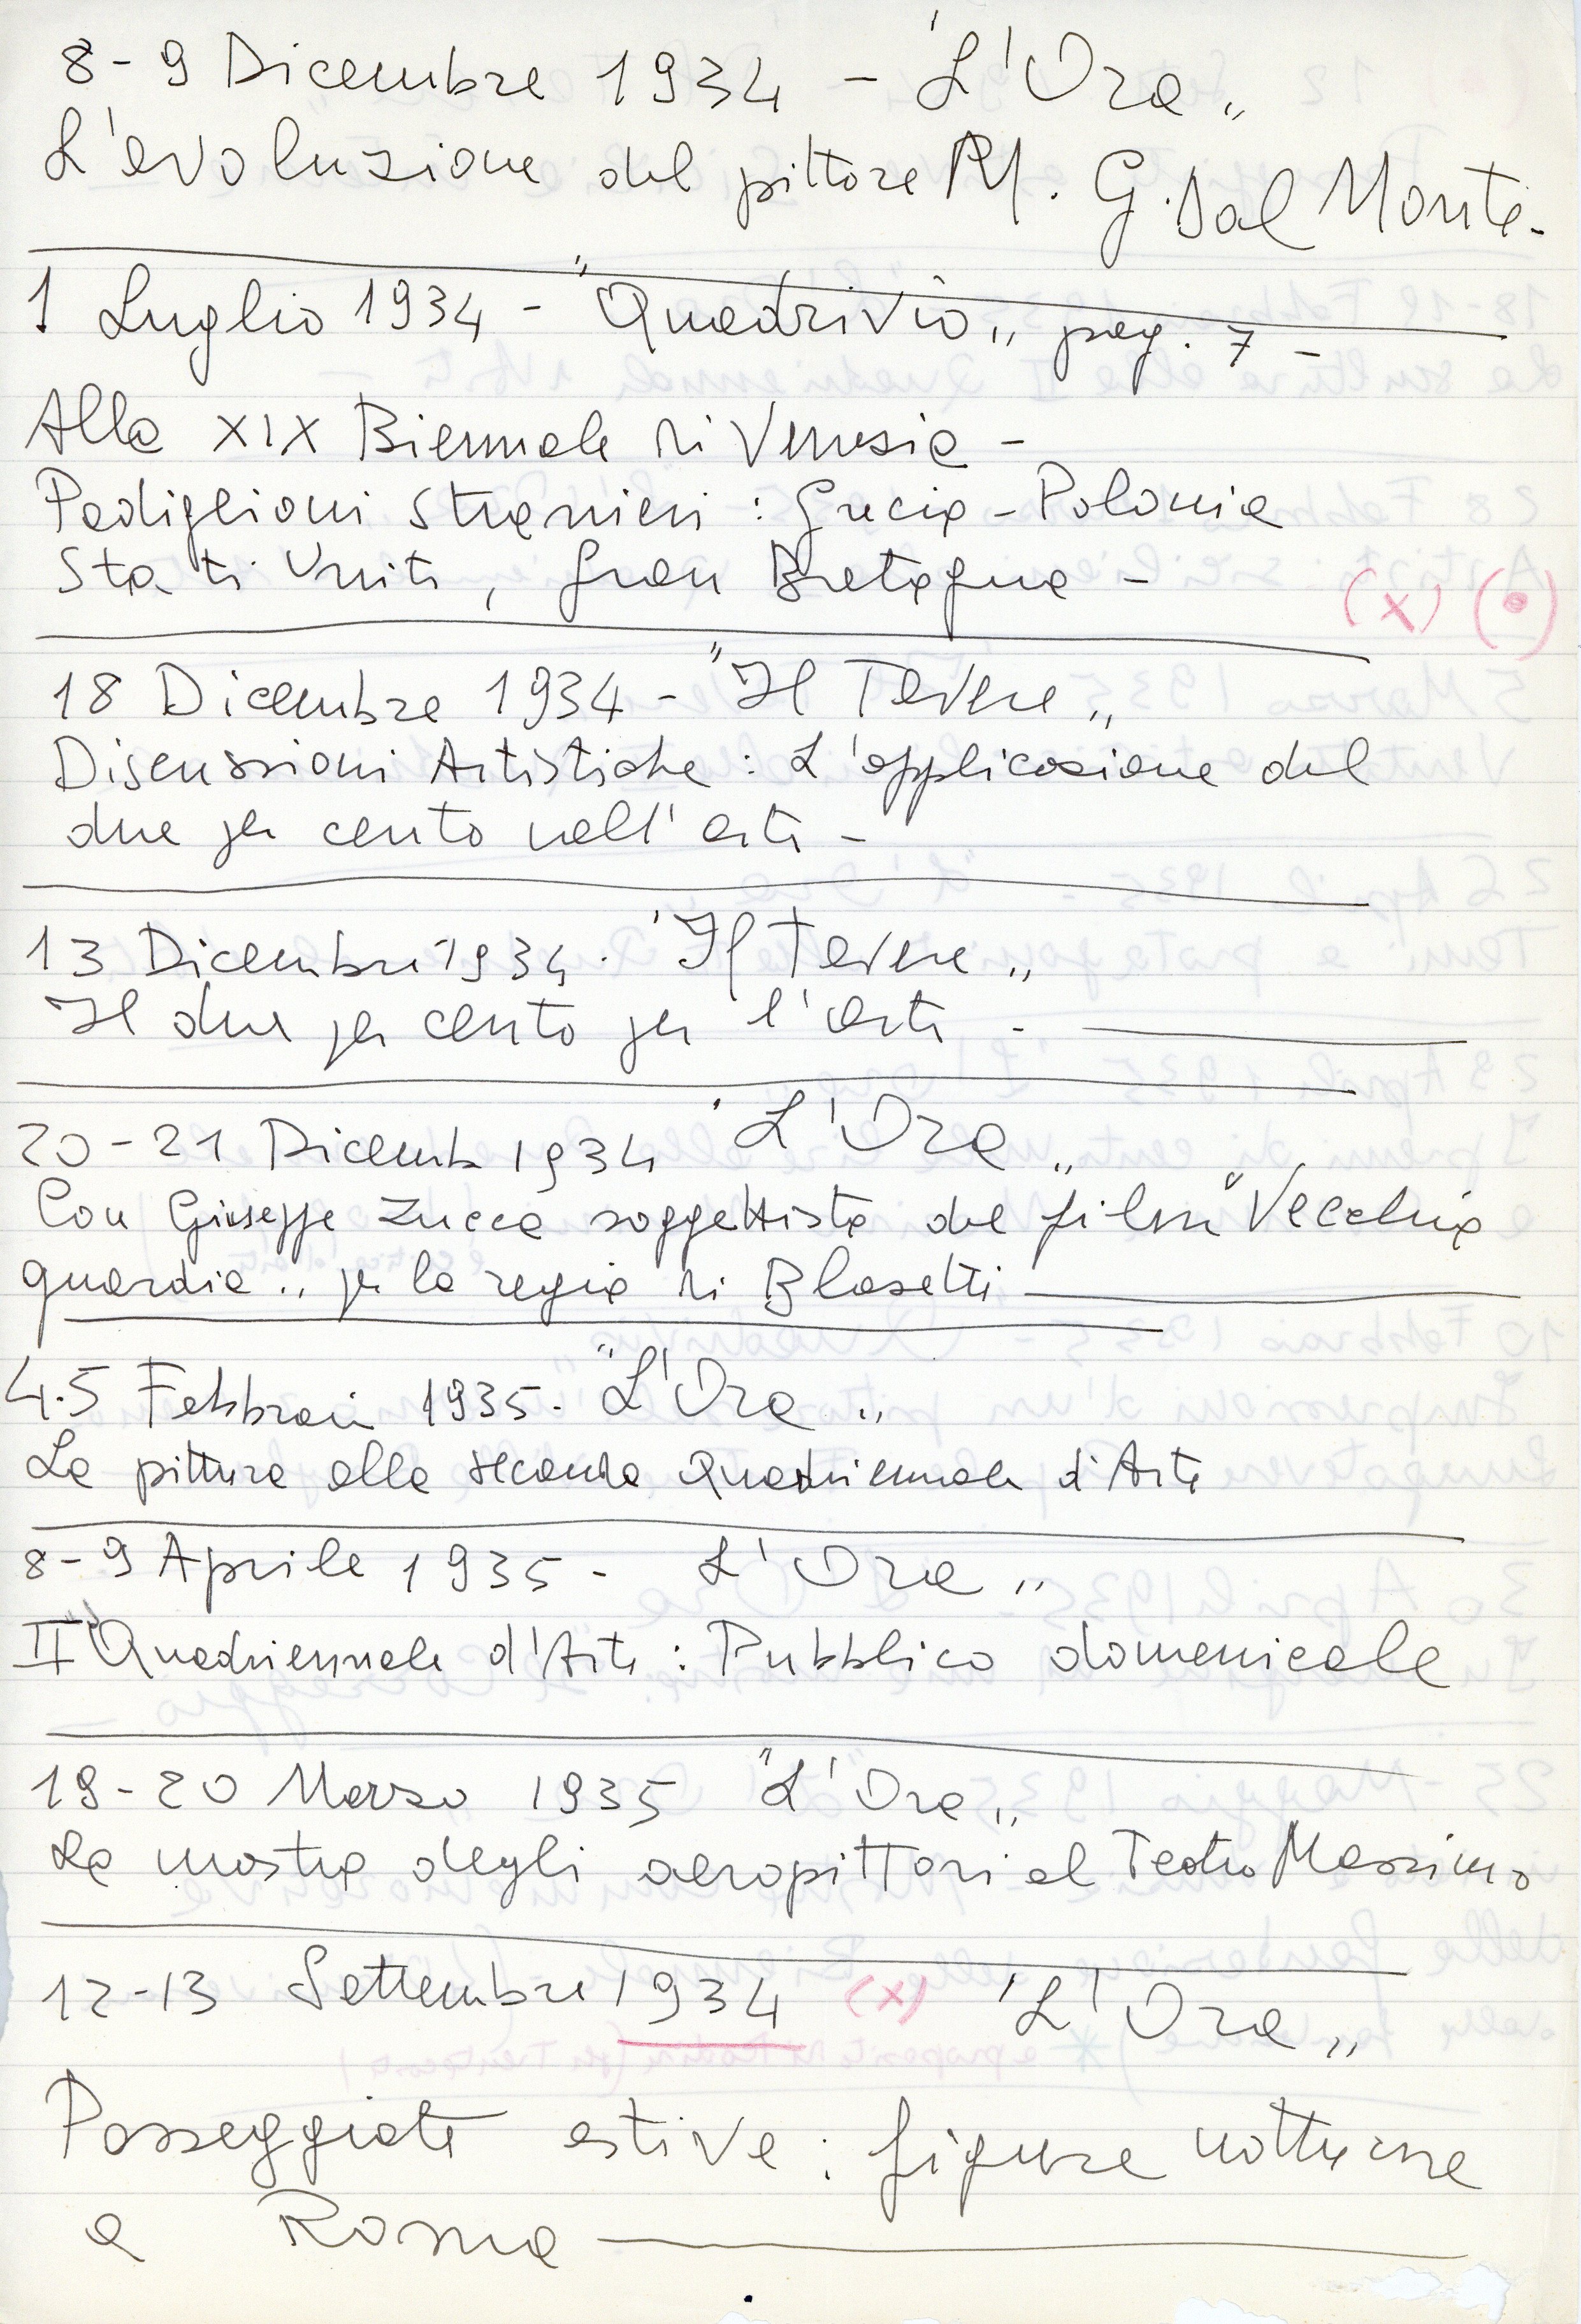 8-9 Dicembre 1934 - "L'Ora"
L'evoluzione del pittore M. G. Dal Monte-
1 Luglio 1934 - "Quadrivio" pag. 7 -
Alla XIX Biennale di Venezia -
Padiglioni stranieri : Grecia - Polonia
Stati Uniti, Gran Bretagna -
(x) (•)
18 Dicembre 1934 - "Il Tevere"
Discussioni Artistiche : L'applicazione del
due per cento nell'arte -
13 Dicembre 1934. "Il Tevere"
Il due per cento per l'arte -
20-21 Dicembre 1934 "L'Ora"
Con Giuseppe Zucca soggettista del film "Vecchia
guardia" per la regia di Blasetti
4.5 Febbraio 1935. "L'Ora"
La pittura alla seconda Quadriennale d'Arte
8-9 Aprile 1935 - L'Ora"
II Quadriennale d'Arte : Pubblico domenicale
19-20 Marzo 1935 "L'Ora"
La mostra degli aeropittori al Teatro Massimo
12-13 Settembre 1934 (x) "L'Ora"
Passeggiate estive : figure notturne
a Roma